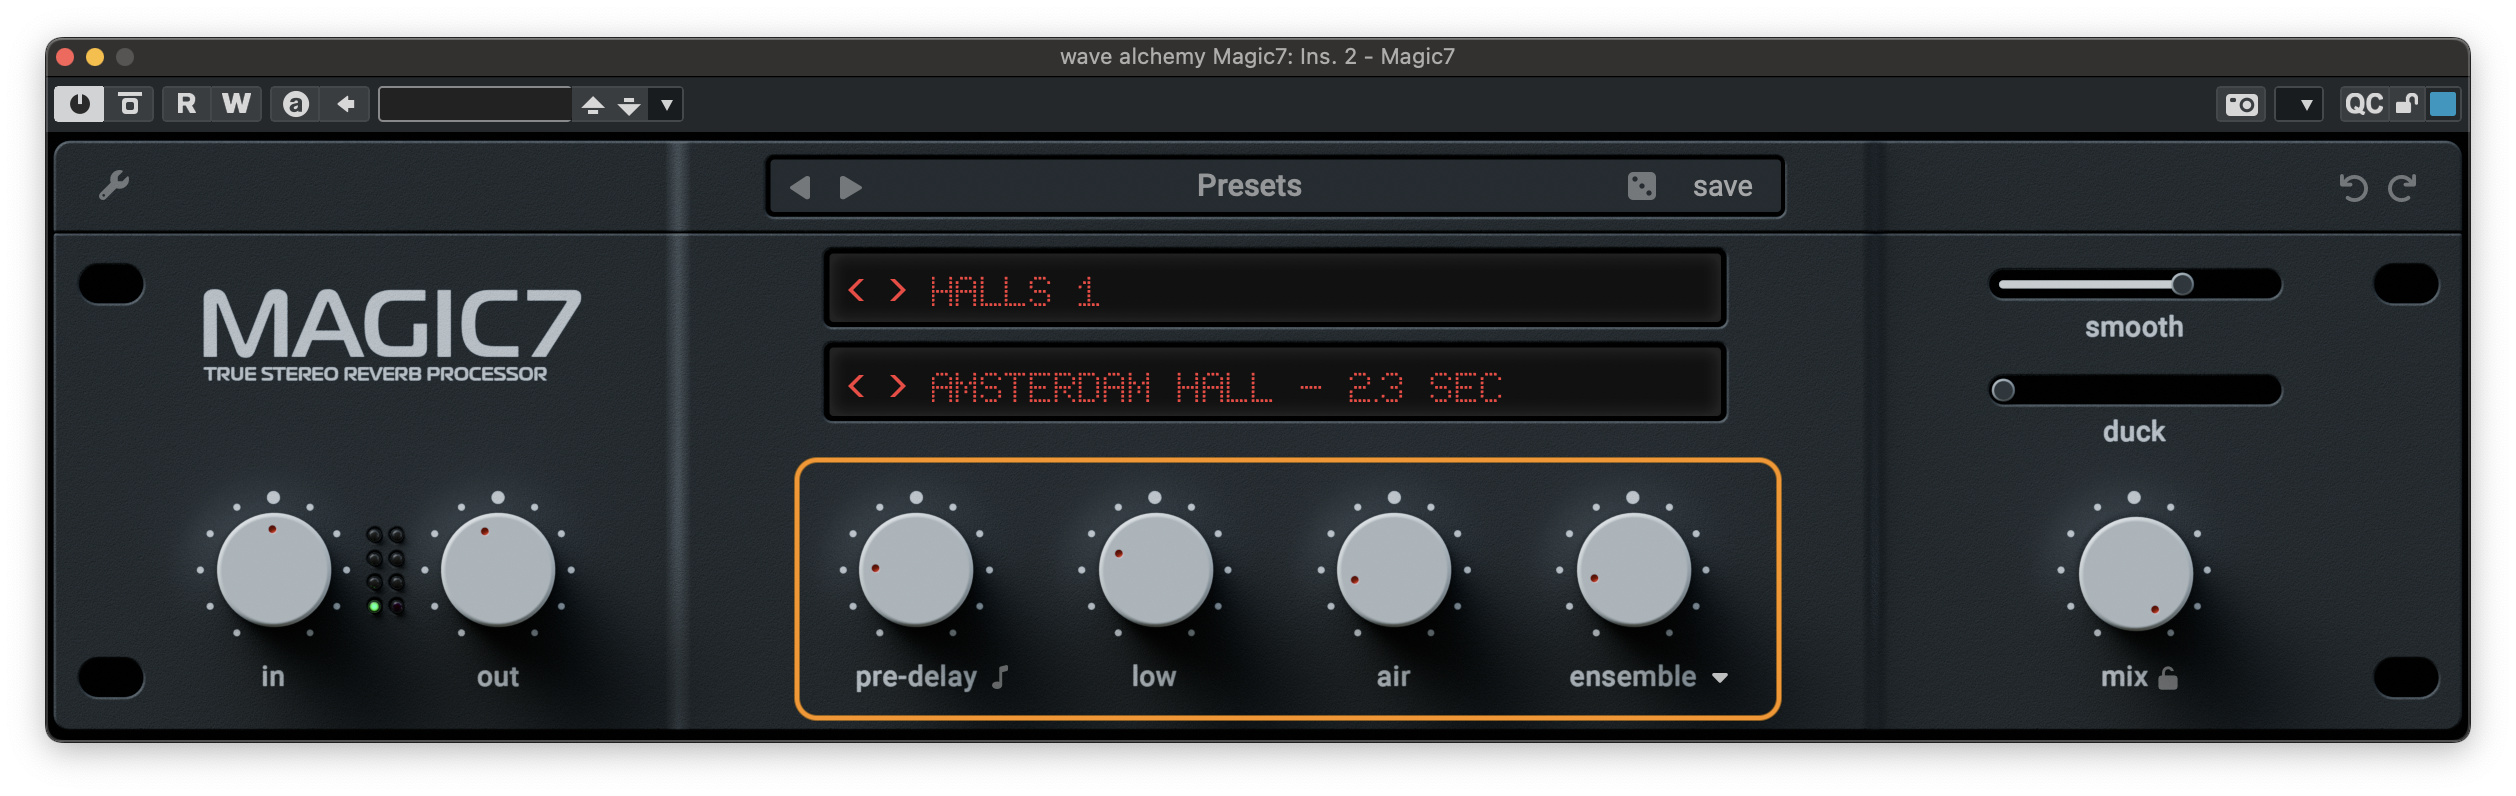 wave alchemy Magic7: Ins. 2 - Magic7
R W a QC
Presets save
MAGIC7
TRUE STEREO REVERB PROCESSOR
< > HALLS 1
< > AMSTERDAM HALL - 2.3 SEC
smooth
duck
in out pre-delay low air ensemble mix